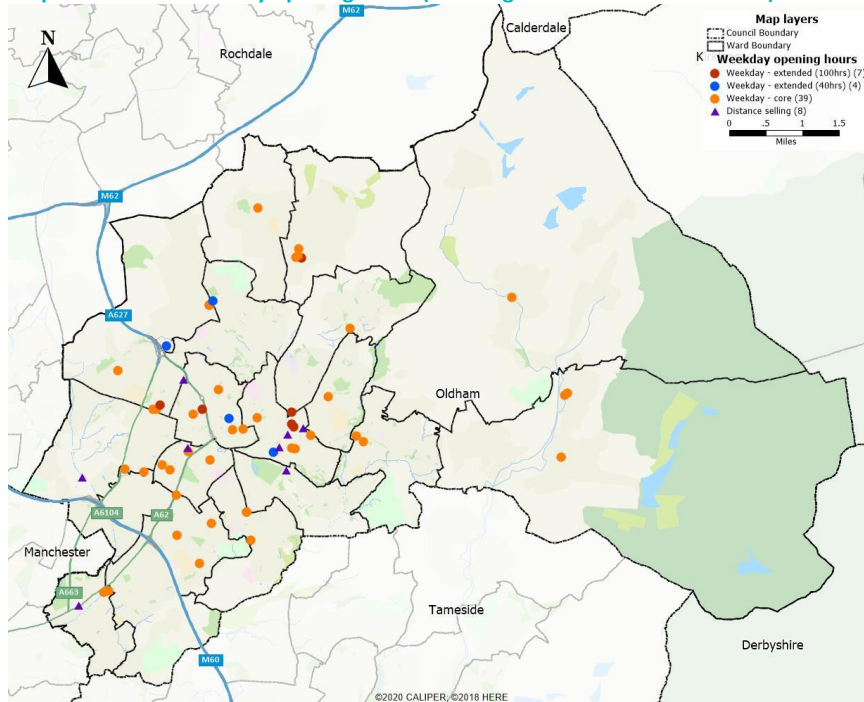 M62
Calderdale
Rochdale
N
Map layers
Council Boundary
Ward Boundary
Weekday opening hours
Weekday - extended (100hrs) (7)
Weekday - extended (40hrs) (4)
Weekday - core (39)
Distance selling (8)
0 .5 1 1.5
Miles
M62
A627
Oldham
A6104
A62
Manchester
A663
Tameside
Derbyshire
M60
©2020 CALIPER; ©2018 HERE